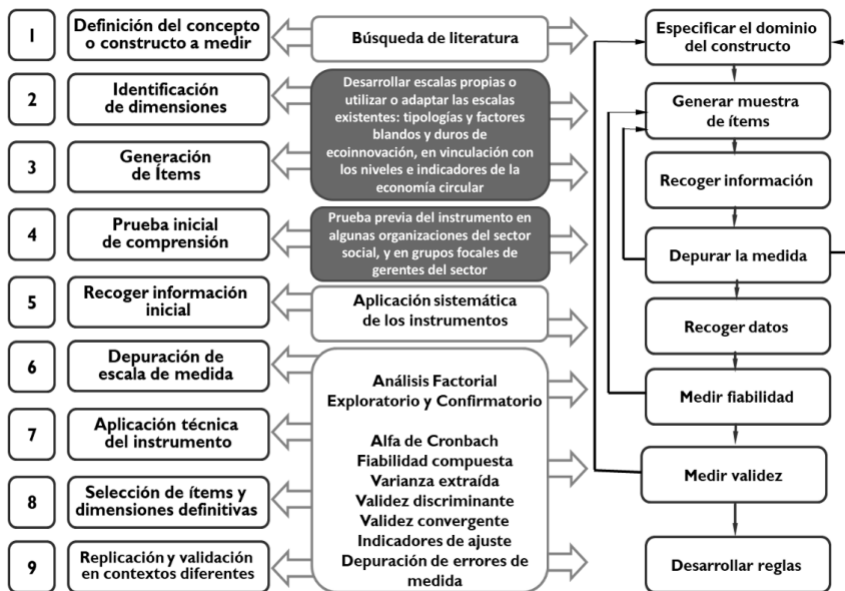 1
Definición del concepto
o constructo a medir
2
Identificación
de dimensiones
3
Generación
de Ítems
4
Prueba inicial
de comprensión
5
Recoger información
inicial
6
Depuración de
escala de medida
7
Aplicación técnica
del instrumento
8
Selección de ítems y
dimensiones definitivas
9
Replicación y validación
en contextos diferentes
Búsqueda de literatura
Desarrollar escalas propias o
utilizar o adaptar las escalas
existentes: tipologías y factores
blandos y duros de
ecoinnovación, en vinculación con
los niveles e indicadores de la
economía circular
Prueba previa del instrumento en
algunas organizaciones del sector
social, y en grupos focales de
gerentes del sector
Aplicación sistemática
de los instrumentos
Análisis Factorial
Exploratorio y Confirmatorio
Alfa de Cronbach
Fiabilidad compuesta
Varianza extraída
Validez discriminante
Validez convergente
Indicadores de ajuste
Depuración de errores de
medida
Especificar el dominio
del constructo
Generar muestra
de ítems
Recoger información
Depurar la medida
Recoger datos
Medir fiabilidad
Medir validez
Desarrollar reglas